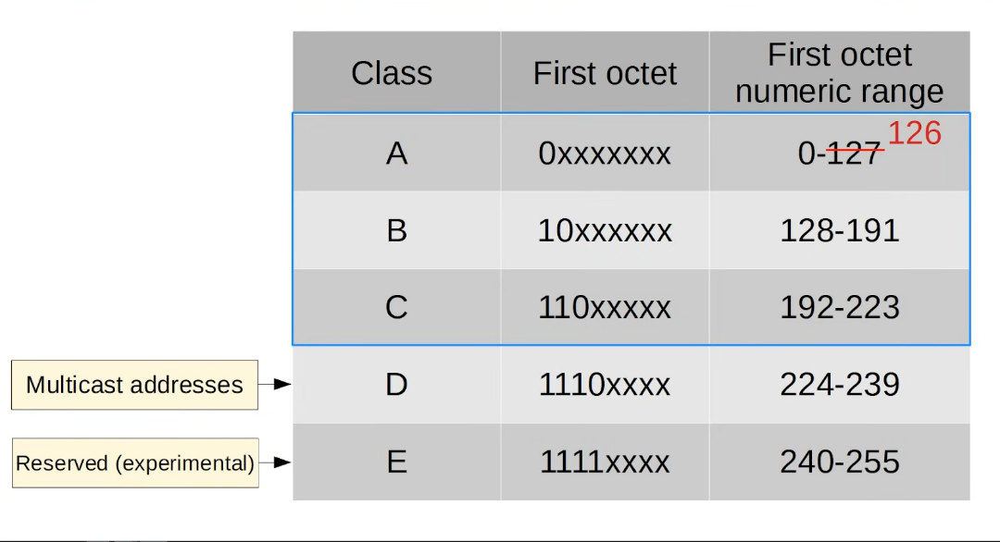 Class First octet First octet
numeric range
A 0xxxxxxx 0-127 126
B 10xxxxxx 128-191
C 110xxxxx 192-223
Multicast addresses D 1110xxxx 224-239
Reserved (experimental) E 1111xxxx 240-255